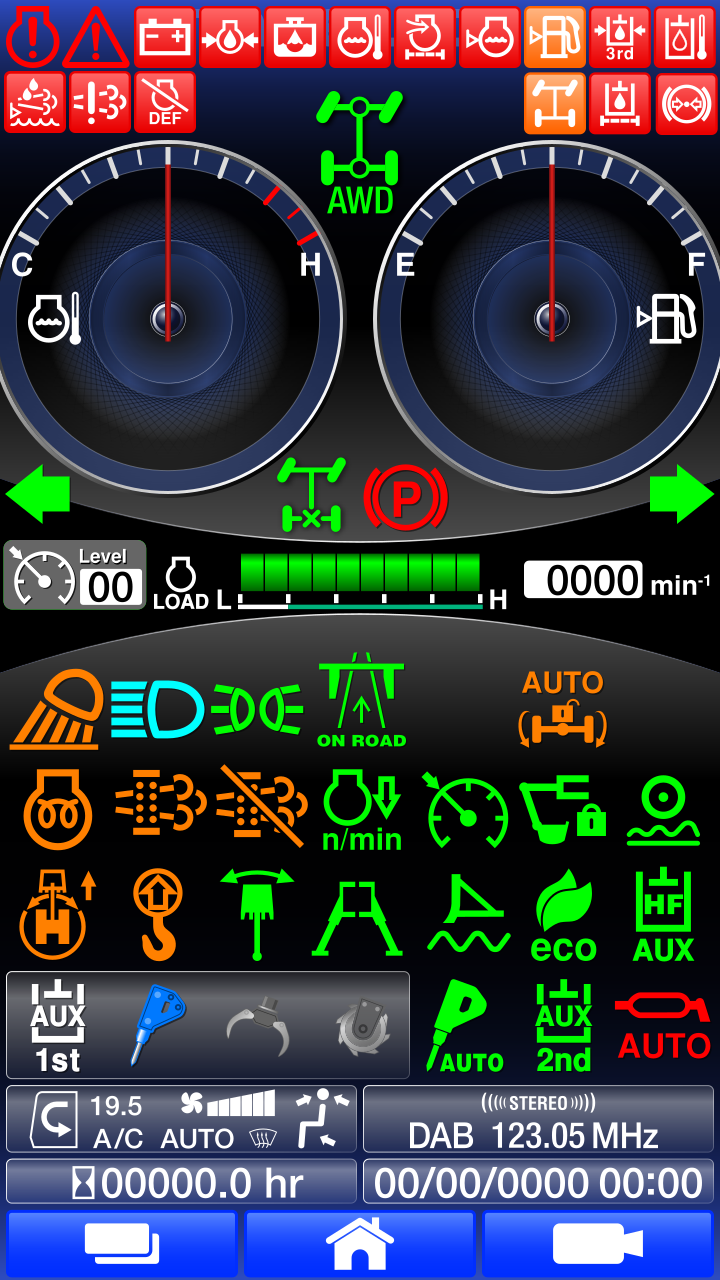 3rd
DEF
AWD
C H
E F
P
Level
00
LOAD L H
0000 min-1
AUTO
ON ROAD
n/min
H
eco
HF
AUX
AUX
1st
AUTO
AUX
2nd
AUTO
19.5
A/C AUTO
STEREO
DAB 123.05 MHz
00000.0 hr
00/00/0000 00:00